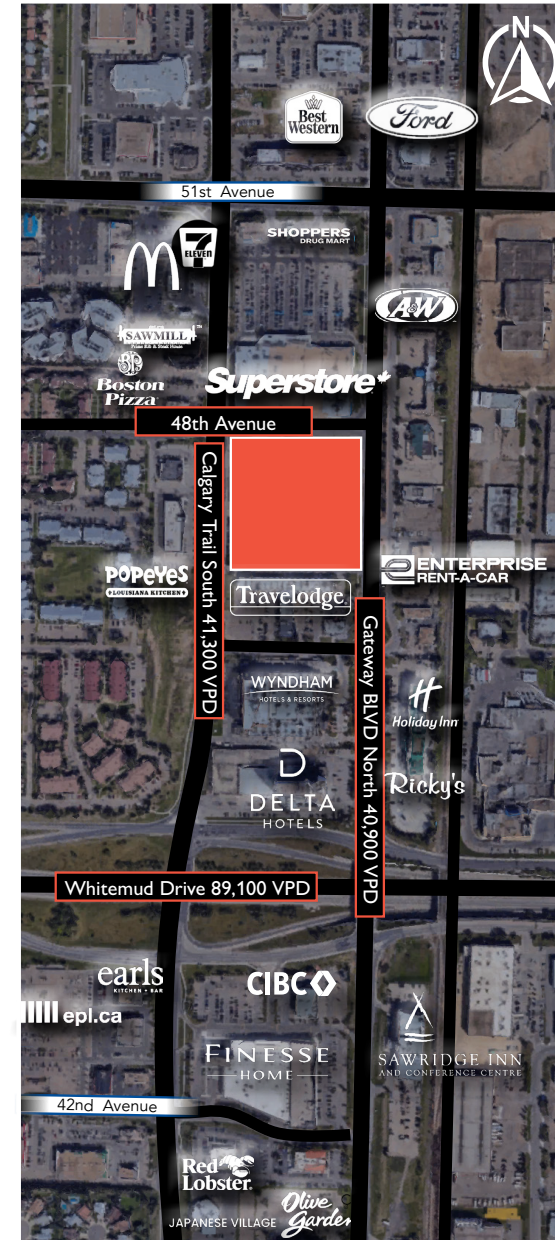 N
Best
Western
Ford
51st Avenue
7
ELEVEN
SHOPPERS
DRUG MART
A&W
SAWMILL
Prime Rib & Steak House
BP
Boston
Pizza
Superstore
48th Avenue
Calgary Trail South 41,300 VPD
POPEYES
LOUISIANA KITCHEN
ENTERPRISE
RENT-A-CAR
Travelodge
Gateway BLVD North 40,900 VPD
WYNDHAM
HOTELS & RESORTS
H
Holiday Inn
Ricky's
D
DELTA
HOTELS
Whitemud Drive 89,100 VPD
earls
KITCHEN + BAR
CIBC
epl.ca
FINESSE
HOME
SAWRIDGE INN
AND CONFERENCE CENTRE
42nd Avenue
Red
Lobster
JAPANESE VILLAGE
Olive
Garden